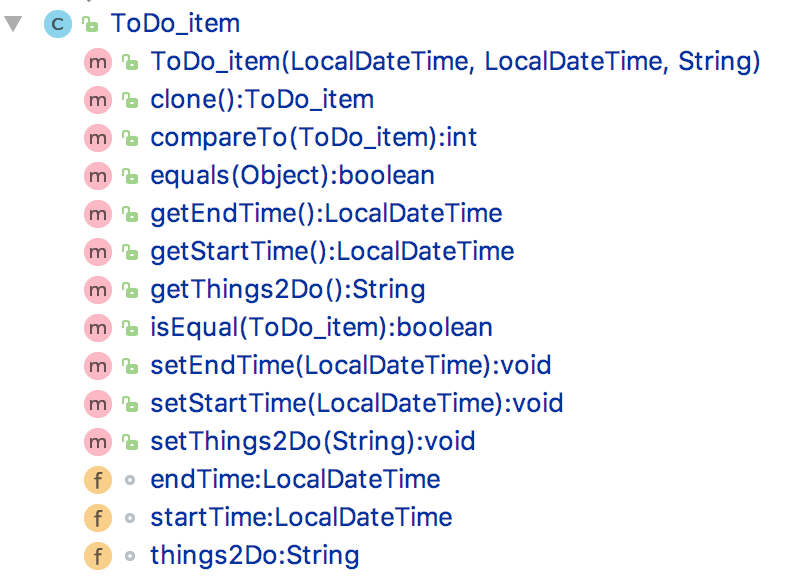 C ToDo_item
m ToDo_item(LocalDateTime, LocalDateTime, String)
m clone():ToDo_item
m compareTo(ToDo_item):int
m equals(Object):boolean
m getEndTime():LocalDateTime
m getStartTime():LocalDateTime
m getThings2Do():String
m isEqual(ToDo_item):boolean
m setEndTime(LocalDateTime):void
m setStartTime(LocalDateTime):void
m setThings2Do(String):void
f endTime:LocalDateTime
f startTime:LocalDateTime
f things2Do:String